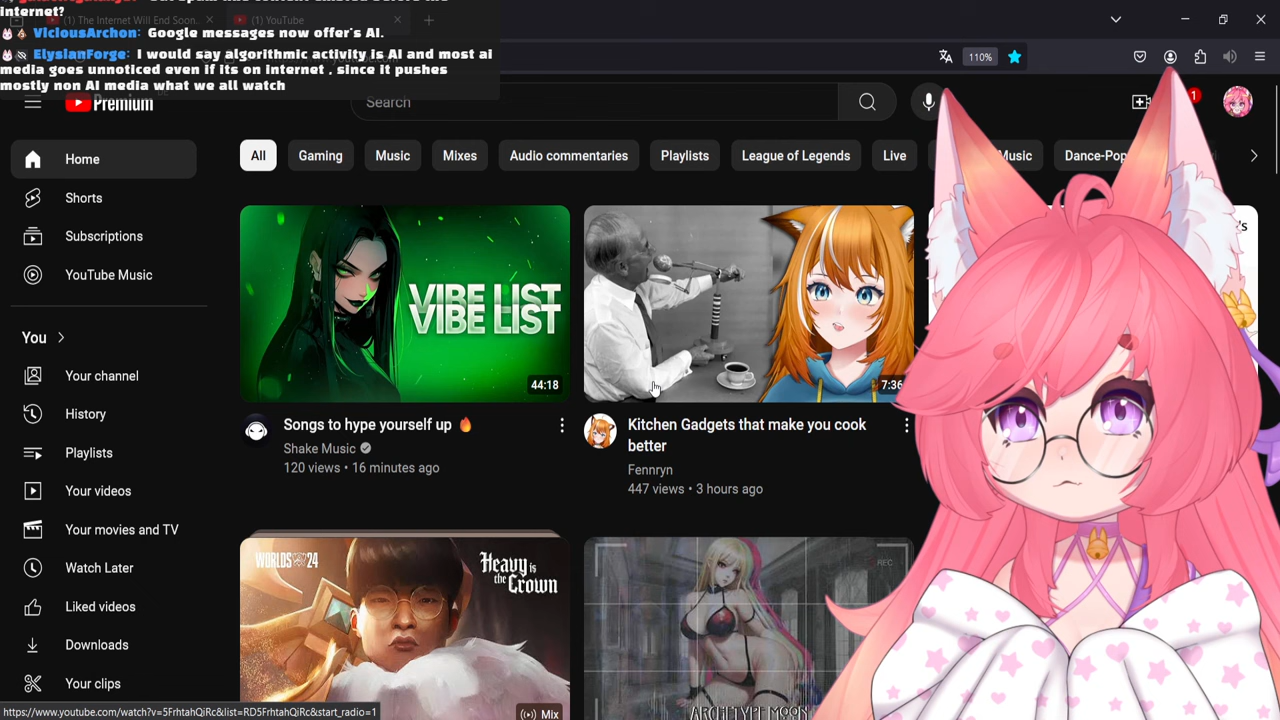 internet?
(1) The Internet Will End Soon.
(1) YouTube
VIciousArchon: Google messages now offer's AI.
ElysianForge: I would say algorithmic activity is AI and most ai
media goes unnoticed even if its on internet , since it pushes
mostly non AI media what we all watch
110%
Premium
Search
1
Home
Shorts
Subscriptions
YouTube Music
You
Your channel
History
Playlists
Your videos
Your movies and TV
Watch Later
Liked videos
Downloads
Your clips
All
Gaming
Music
Mixes
Audio commentaries
Playlists
League of Legends
Live
Music
Dance-Pop
VIBE LIST
VIBE LIST
44:18
Songs to hype yourself up 🔥
Shake Music
120 views • 16 minutes ago
7:36
Kitchen Gadgets that make you cook
better
Fennryn
447 views • 3 hours ago
's
WORLDS 24
Heavy is
the Crown
Mix
REC
ARCHETYPE MOON
https://www.youtube.com/watch?v=5FrhtahQiRc&list=RD5FrhtahQiRc&start_radio=1